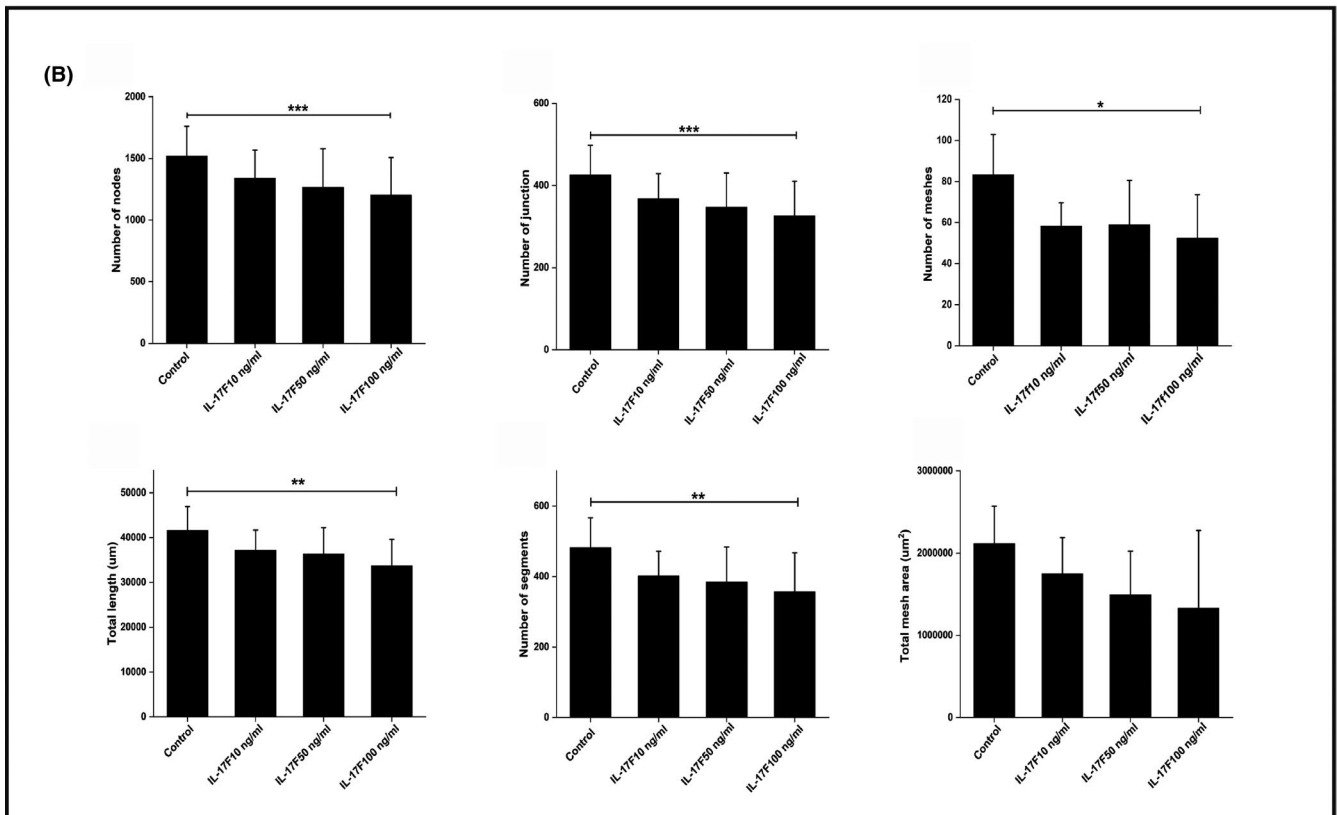 (B)
Number of nodes
2000
1500
1000
500
0
***
Control
IL-17F10 ng/ml
IL-17F50 ng/ml
IL-17F100 ng/ml
Number of junction
600
400
200
0
***
Control
IL-17F10 ng/ml
IL-17F50 ng/ml
IL-17F100 ng/ml
Number of meshes
120
100
80
60
40
20
0
*
Control
IL-17f10 ng/ml
IL-17f50 ng/ml
IL-17f100 ng/ml
Total length (um)
50000
40000
30000
20000
10000
0
**
Control
IL-17F10 ng/ml
IL-17F50 ng/ml
IL-17F100 ng/ml
Number of segments
600
400
200
0
**
Control
IL-17F10 ng/ml
IL-17F50 ng/ml
IL-17F100 ng/ml
Total mesh area (um²)
3000000
2000000
1000000
0
Control
IL-17F10 ng/ml
IL-17F50 ng/ml
IL-17F100 ng/ml